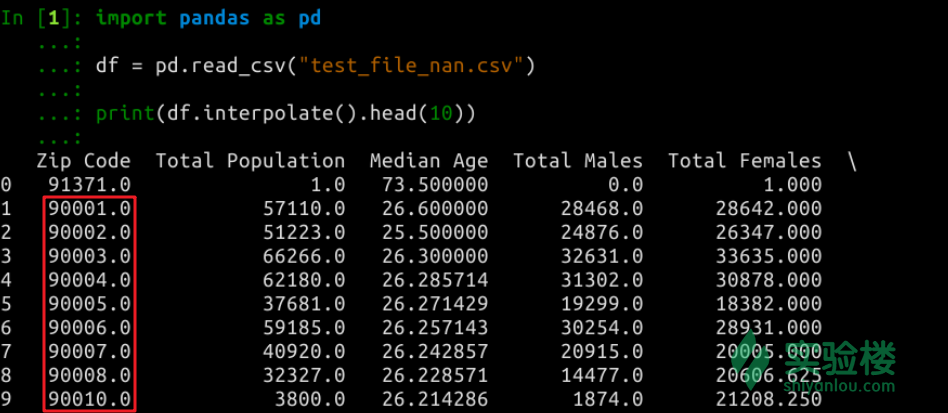 In [1]: import pandas as pd
   ...:
   ...: df = pd.read_csv("test_file_nan.csv")
   ...:
   ...: print(df.interpolate().head(10))
   ...:
   Zip Code  Total Population  Median Age  Total Males  Total Females  \
0   91371.0               1.0   73.500000          0.0          1.000
1   90001.0           57110.0   26.600000      28468.0      28642.000
2   90002.0           51223.0   25.500000      24876.0      26347.000
3   90003.0           66266.0   26.300000      32631.0      33635.000
4   90004.0           62180.0   26.285714      31302.0      30878.000
5   90005.0           37681.0   26.271429      19299.0      18382.000
6   90006.0           59185.0   26.257143      30254.0      28931.000
7   90007.0           40920.0   26.242857      20915.0      20005.000
8   90008.0           32327.0   26.228571      14477.0      20606.625
9   90010.0            3800.0   26.214286       1874.0      21208.250
实验楼
shiyanlou.com